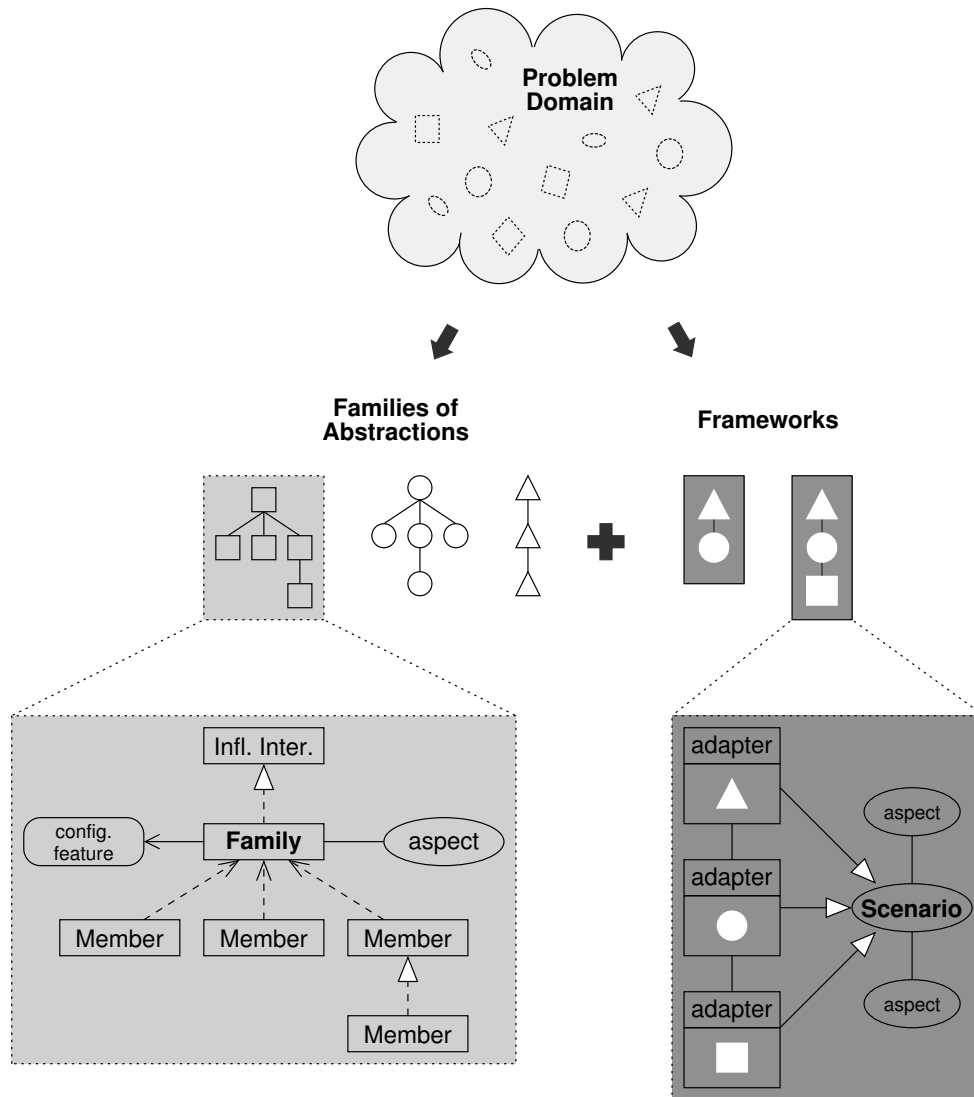 Problem
Domain
Families of
Abstractions
Frameworks
Infl. Inter.
config.
feature
Family
aspect
Member
Member
Member
Member
adapter
adapter
adapter
aspect
Scenario
aspect